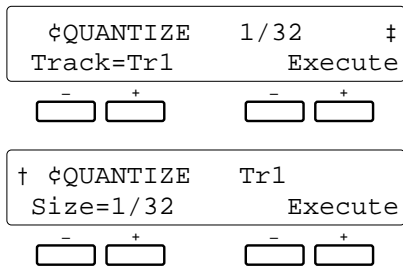 ¢QUANTIZE 1/32 ‡
Track=Tr1 Execute
- + - +
† ¢QUANTIZE Tr1
Size=1/32 Execute
- + - +